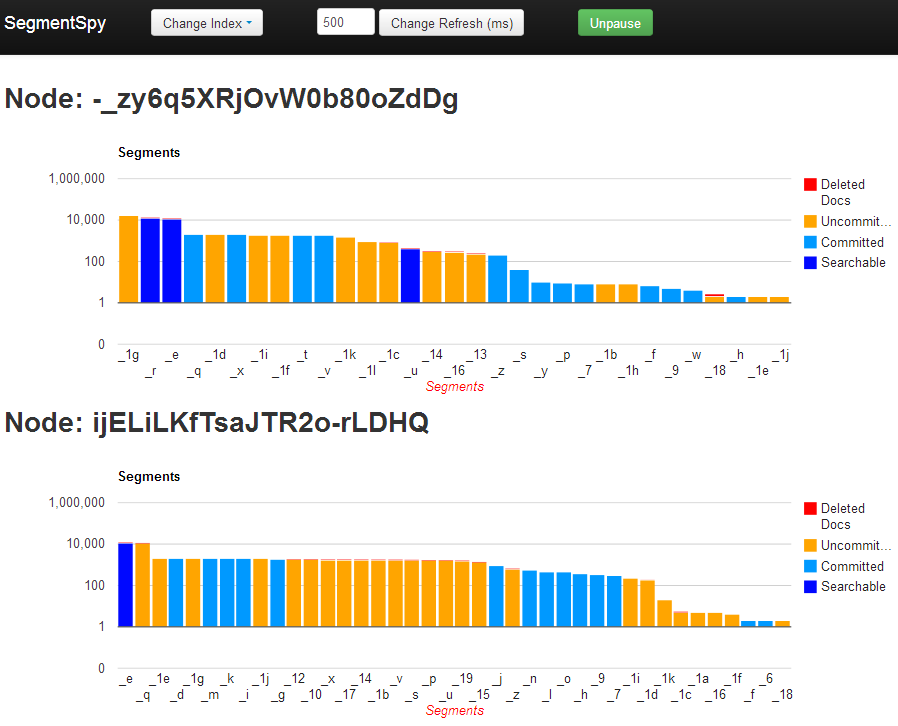 SegmentSpy Change Index 500 Change Refresh (ms) Unpause
Node: -_zy6q5XRjOvW0b80oZdDg
Segments
1,000,000
10,000
100
1
0
Deleted
Docs
Uncommit...
Committed
Searchable
_1g _e _1d _1i _t _1k _1c _14 _13 _s _p _1b _f _w _h _1j
_r _q _x _1f _v _1l _u _16 _z _y _7 _1h _9 _18 _1e
Segments
Node: ijELiLKfTsaJTR2o-rLDHQ
Segments
1,000,000
10,000
100
1
0
Deleted
Docs
Uncommit...
Committed
Searchable
_e _1e _1g _k _1j _12 _x _14 _v _p _19 _j _n _o _9 _1i _1k _1a _1f _6
_q _d _m _i _g _10 _17 _1b _s _u _15 _z _l _h _7 _1d _1c _16 _f _18
Segments